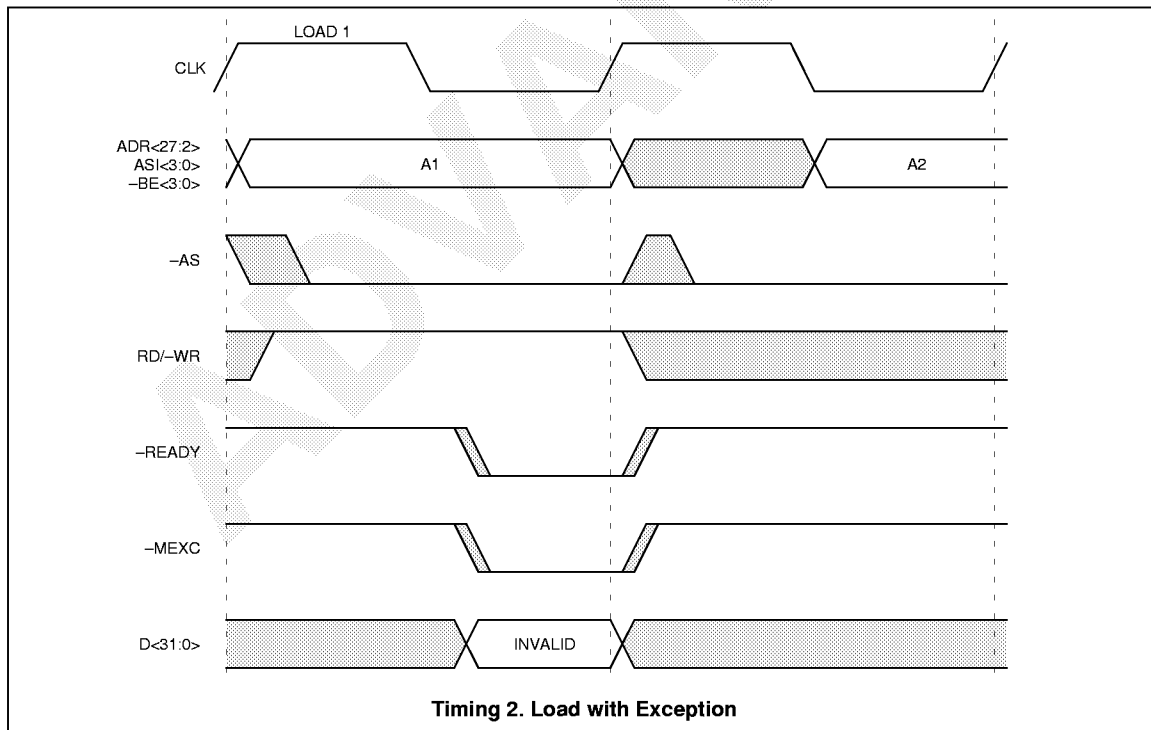 LOAD 1
CLK
ADR<27:2>
ASI<3:0>
–BE<3:0>
A1
A2
–AS
RD/–WR
–READY
–MEXC
D<31:0>
INVALID
Timing 2. Load with Exception
ADVAN